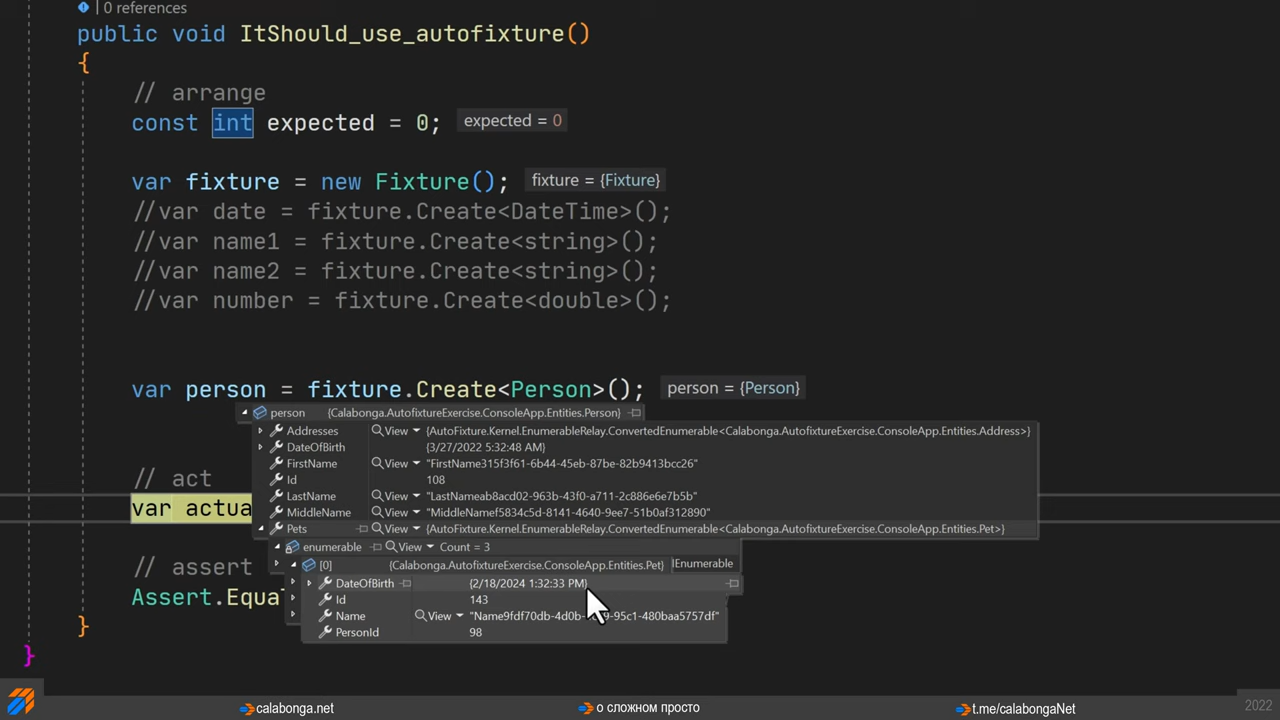 | 0 references
public void ItShould_use_autofixture()
{
// arrange
const int expected = 0; expected = 0
var fixture = new Fixture(); fixture = {Fixture}
//var date = fixture.Create<DateTime>();
//var name1 = fixture.Create<string>();
//var name2 = fixture.Create<string>();
//var number = fixture.Create<double>();
var person = fixture.Create<Person>(); person = {Person}
person {Calabonga.AutofixtureExercise.ConsoleApp.Entities.Person}
Addresses View {AutoFixture.Kernel.EnumerableRelay.ConvertedEnumerable<Calabonga.AutofixtureExercise.ConsoleApp.Entities.Address>}
DateOfBirth View {3/27/2022 5:32:48 AM}
FirstName View "FirstName315f3f61-6b44-45eb-87be-82b9413bcc26"
Id 108
LastName View "LastNameab8acd02-963b-43f0-a711-2c886e6e7b5b"
MiddleName View "MiddleNamef5834c5d-8141-4640-9ee7-51b0af312890"
Pets View {AutoFixture.Kernel.EnumerableRelay.ConvertedEnumerable<Calabonga.AutofixtureExercise.ConsoleApp.Entities.Pet>}
// act
var actua
enumerable View Count = 3
[0] {Calabonga.AutofixtureExercise.ConsoleApp.Entities.Pet} IEnumerable
DateOfBirth {2/18/2024 1:32:33 PM}
Id 143
Name View "Name9fdf70db-4d0b- -95c1-480baa5757df"
PersonId 98
// assert
Assert.Equa
}
}
calabonga.net
о сложном просто
t.me/calabongaNet
2022